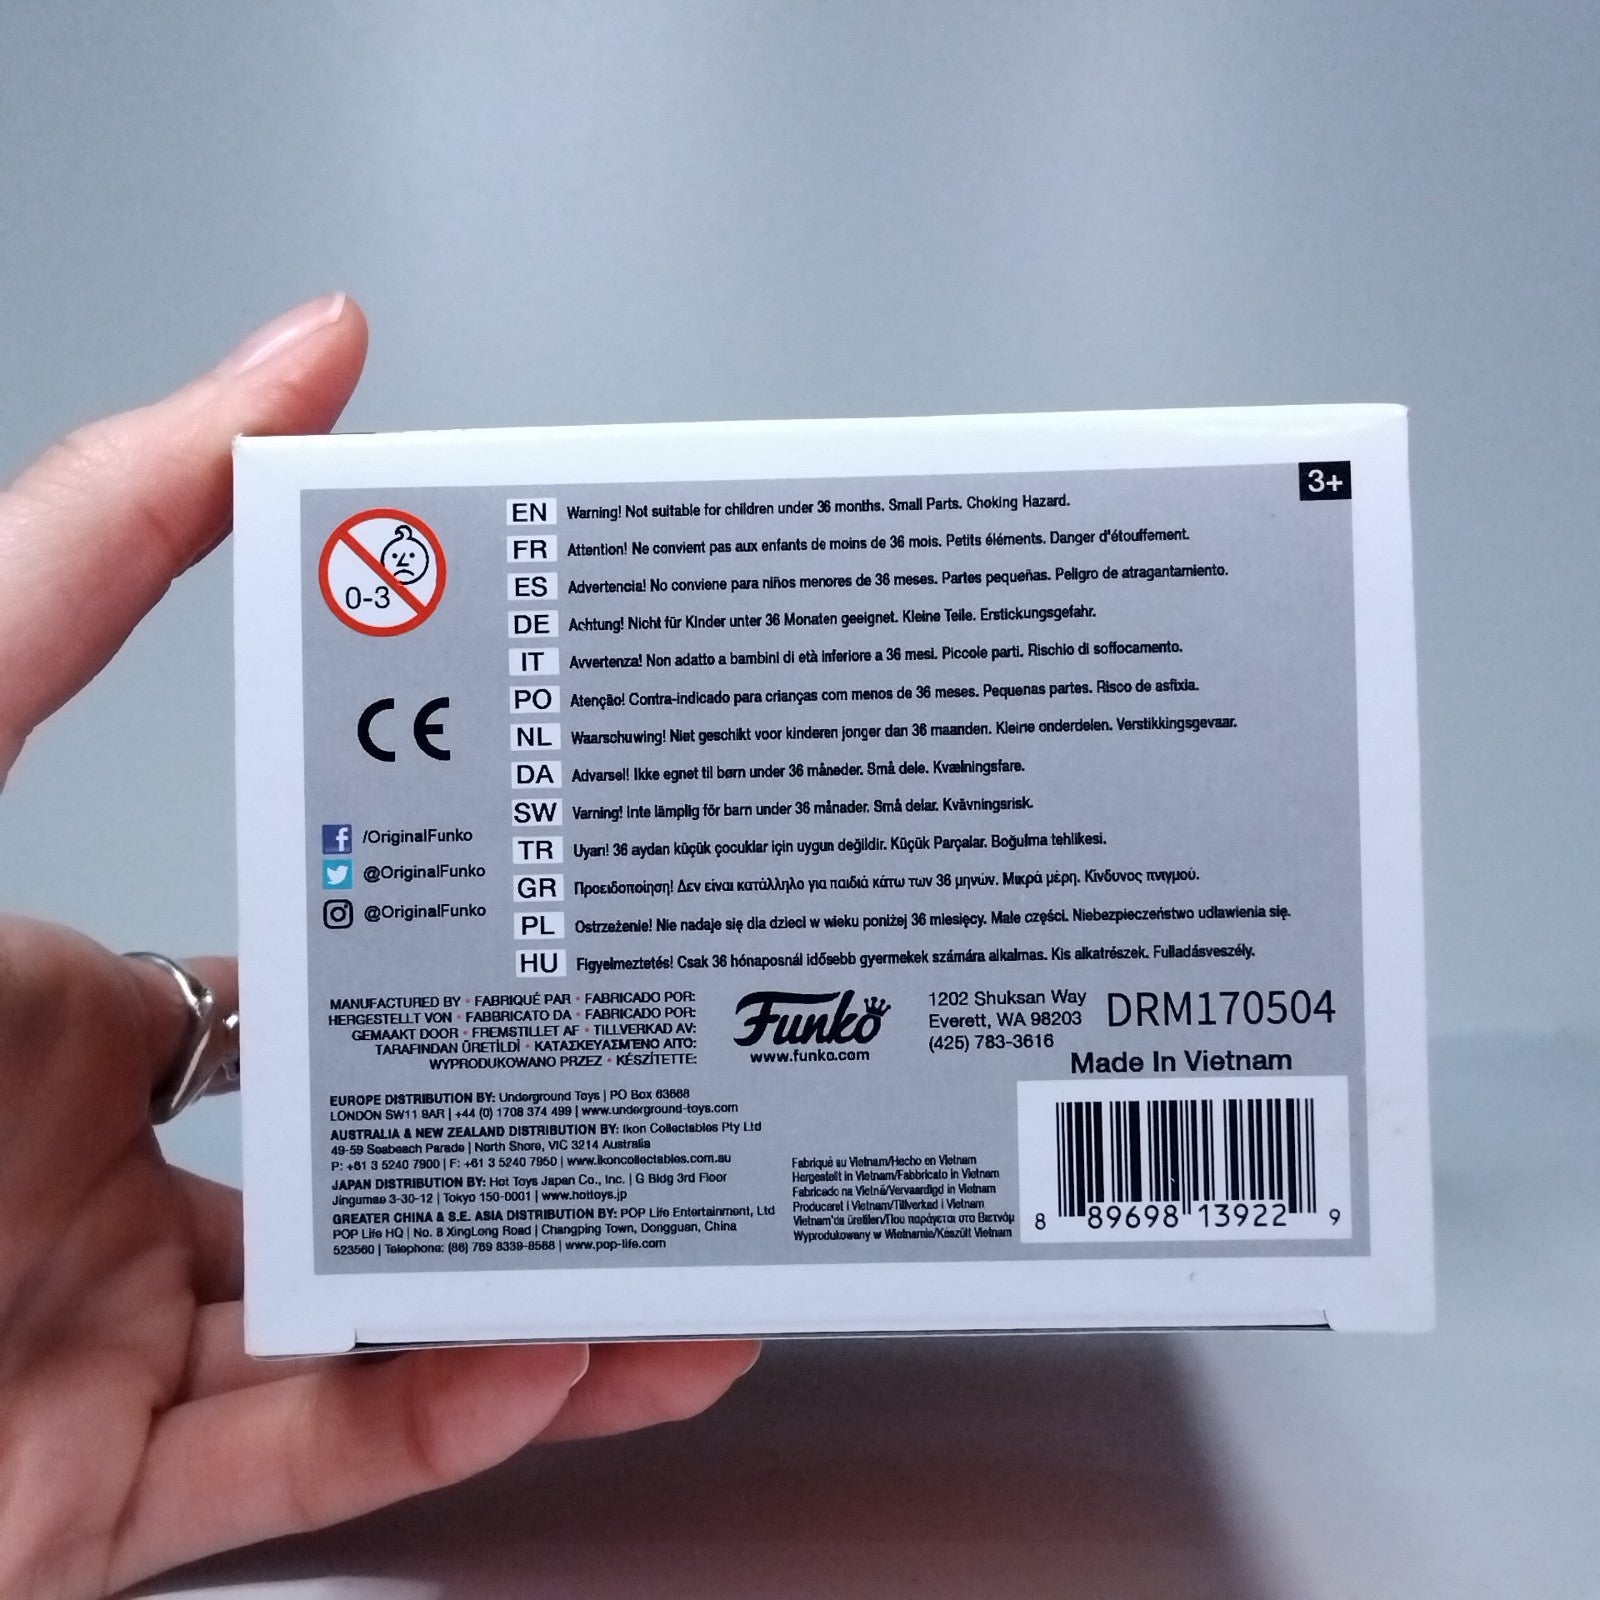 3+
0-3
EN Warning! Not suitable for children under 36 months. Small Parts. Choking Hazard.
FR Attention! Ne convient pas aux enfants de moins de 36 mois. Petits éléments. Danger d'étouffement.
ES Advertencia! No conviene para niños menores de 36 meses. Partes pequeñas. Peligro de atragantamiento.
DE Achtung! Nicht für Kinder unter 36 Monaten geeignet. Kleine Teile. Erstickungsgefahr.
IT Avvertenza! Non adatto a bambini di età inferiore a 36 mesi. Piccole parti. Rischio di soffocamento.
PO Atenção! Contra-indicado para crianças com menos de 36 meses. Pequenas partes. Risco de asfixia.
NL Waarschuwing! Niet geschikt voor kinderen jonger dan 36 maanden. Kleine onderdelen. Verstikkingsgevaar.
DA Advarsel! Ikke egnet til børn under 36 måneder. Små dele. Kvælningsfare.
SW Varning! Inte lämplig för barn under 36 månader. Små delar. Kvävningsrisk.
TR Uyarı! 36 aydan küçük çocuklar için uygun değildir. Küçük Parçalar. Boğulma tehlikesi.
GR Προειδοποίηση! Δεν είναι κατάλληλο για παιδιά κάτω των 36 μηνών. Μικρά μέρη. Κίνδυνος πνιγμού.
PL Ostrzeżenie! Nie nadaje się dla dzieci w wieku poniżej 36 miesięcy. Małe części. Niebezpieczeństwo udławienia się.
HU Figyelmeztetés! Csak 36 hónaposnál idősebb gyermekek számára alkalmas. Kis alkatrészek. Fulladásveszély.
CE
/OriginalFunko
@OriginalFunko
@OriginalFunko
MANUFACTURED BY • FABRIQUÉ PAR • FABRICADO POR:
HERGESTELLT VON • FABBRICATO DA • FABRICADO POR:
GEMAAKT DOOR • FREMSTILLET AF • TILLVERKAD AV:
TARAFINDAN ÜRETİLDİ • ΚΑΤΑΣΚΕΥΑΣΜΕΝΟ ΑΠΟ:
WYPRODUKOWANO PRZEZ • KÉSZÍTETTE:
Funko
www.funko.com
1202 Shuksan Way
Everett, WA 98203
(425) 783-3616
DRM170504
Made In Vietnam
EUROPE DISTRIBUTION BY: Underground Toys | PO Box 63668
LONDON SW11 9AR | +44 (0) 1708 374 499 | www.underground-toys.com
AUSTRALIA & NEW ZEALAND DISTRIBUTION BY: Ikon Collectables Pty Ltd
49-59 Seabeach Parade | North Shore, VIC 3214 Australia
P: +61 3 5240 7900 | F: +61 3 5240 7950 | www.ikoncollectables.com.au
JAPAN DISTRIBUTION BY: Hot Toys Japan Co., Inc. | G Bldg 3rd Floor
Jingumae 3-30-12 | Tokyo 150-0001 | www.hottoys.jp
GREATER CHINA & S.E. ASIA DISTRIBUTION BY: POP Life Entertainment, Ltd
POP Life HQ | No. 8 XingLong Road | Changping Town, Dongguan, China
523560 | Telephone: (86) 769 8339-8568 | www.pop-life.com
Fabriqué au Vietnam/Hecho en Vietnam
Hergestellt in Vietnam/Fabbricato in Vietnam
Fabricado na Vietnã/Vervaardigd in Vietnam
Produceret i Vietnam/Tillverkad i Vietnam
Vietnam'da üretilen/Που παράγεται στο Βιετνάμ
Wyprodukowany w Wietnamie/Készült Vietnam
8 89698 13922 9